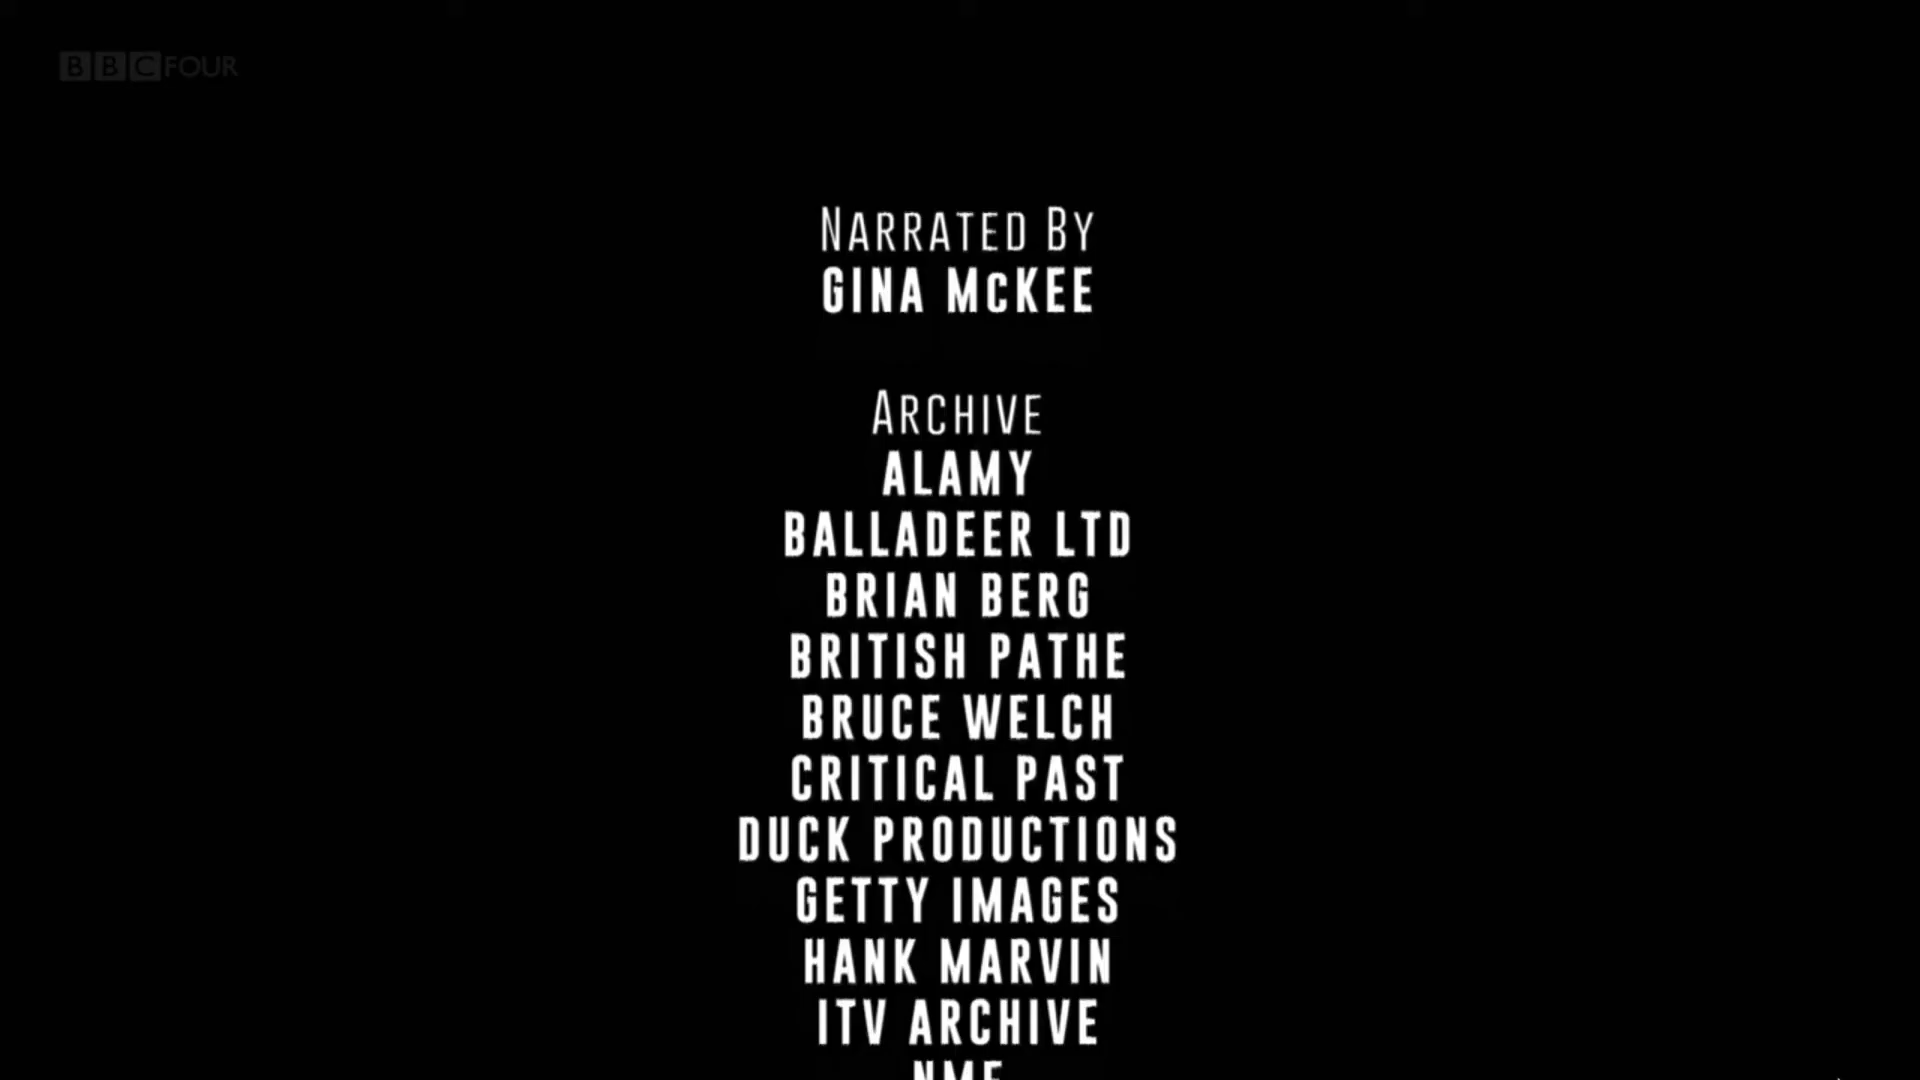 BBC FOUR
NARRATED BY
GINA McKEE
ARCHIVE
ALAMY
BALLADEER LTD
BRIAN BERG
BRITISH PATHE
BRUCE WELCH
CRITICAL PAST
DUCK PRODUCTIONS
GETTY IMAGES
HANK MARVIN
ITV ARCHIVE
NME